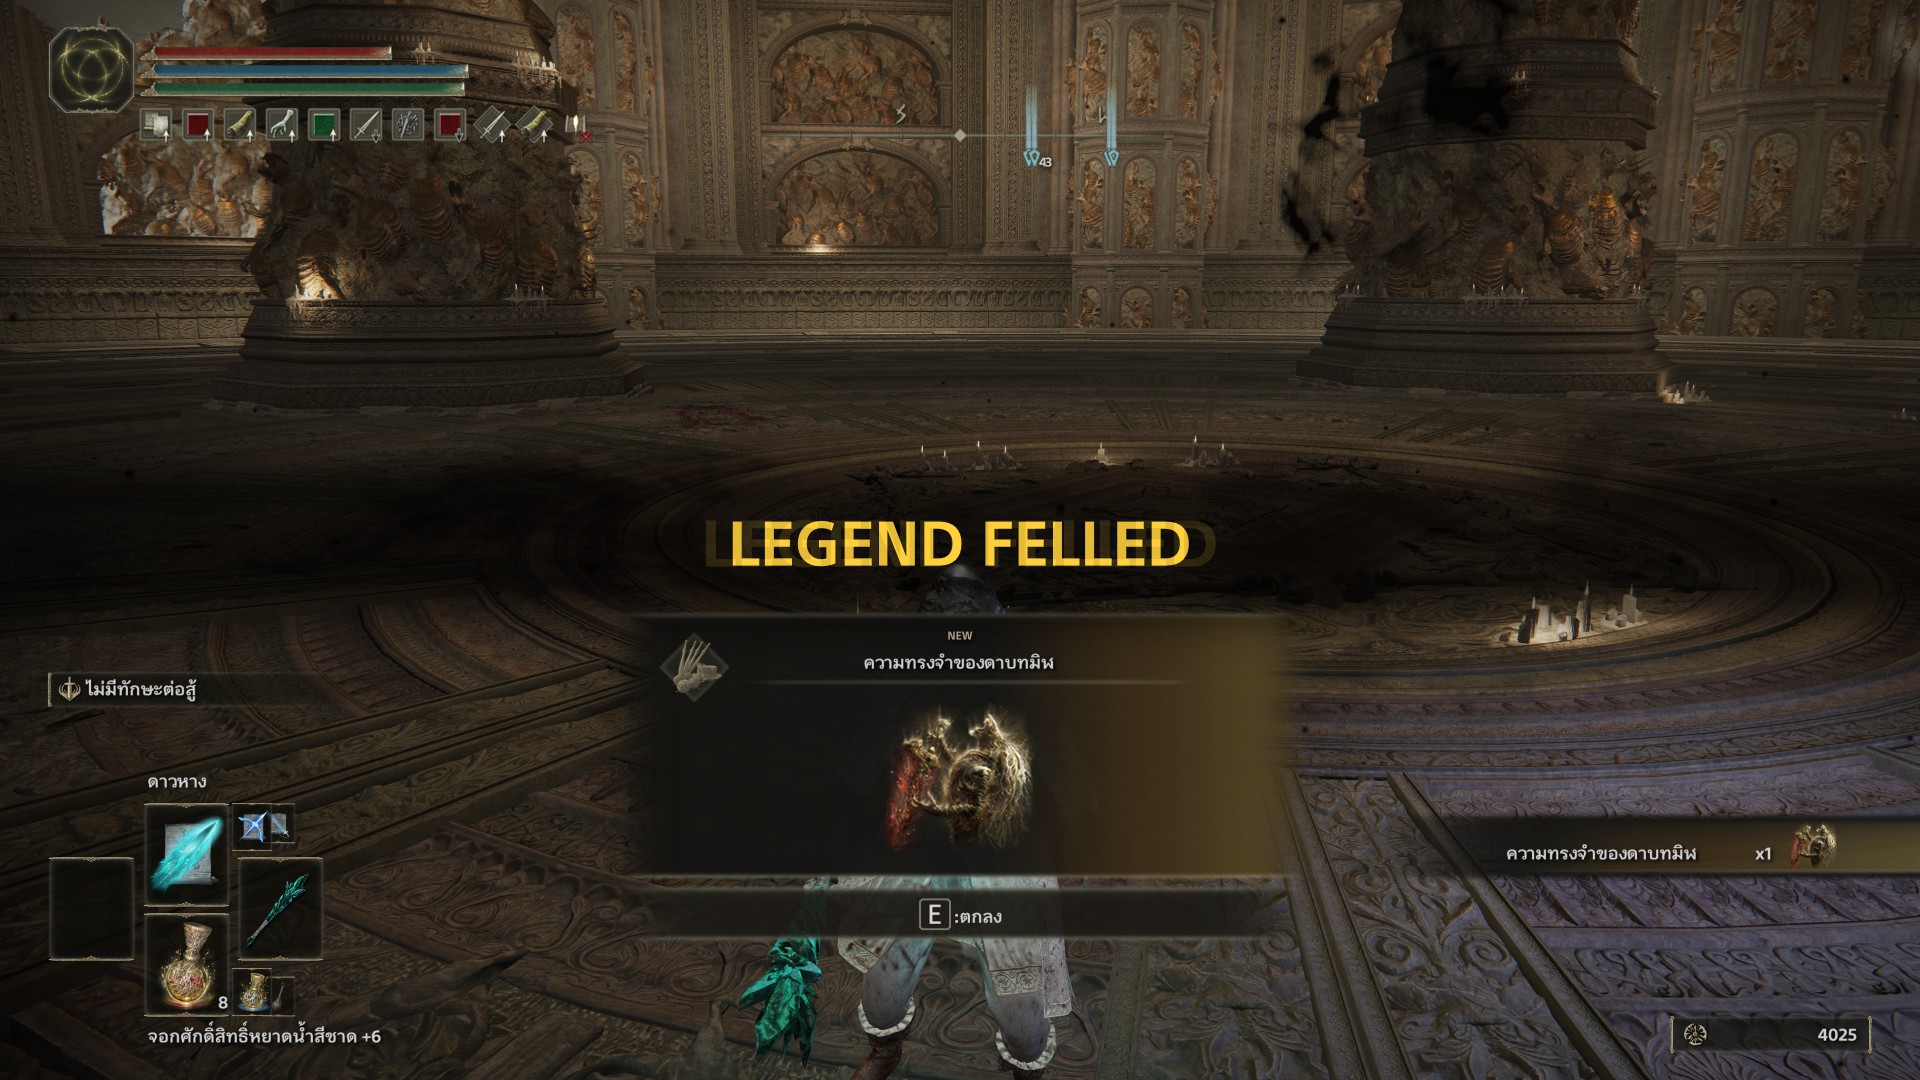 43
LEGEND FELLED
NEW
ความทรงจำของดาบทมิฬ
ไม่มีทักษะต่อสู้
ดาวหาง
ความทรงจำของดาบทมิฬ x1
E :ตกลง
8
จอกศักดิ์สิทธิ์หยาดน้ำสีชาด +6
4025